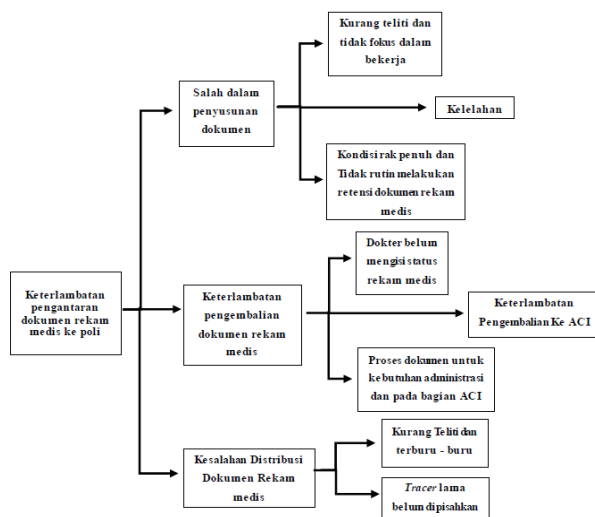 Kurang teliti dan
tidak fokus dalam
bekerja
Salah dalam
penyusunan
dokumen
Kelelahan
Kondisi rak penuh dan
Tidak rutin melakukan
retensi dokumen rekam
medis
Dokter belum
mengisi status
rekam medis
Keterlambatan
pengantaran
dokumen rekam
medis ke poli
Keterlambatan
pengembalian
dokumen rekam
medis
Keterlambatan
Pengembalian Ke ACI
Proses dokumen untuk
kebutuhan administrasi
dan pada bagian ACI
Kesalahan Distribusi
Dokumen Rekam
medis
Kurang Teliti dan
terburu - buru
Tracer lama
belum dipisahkan